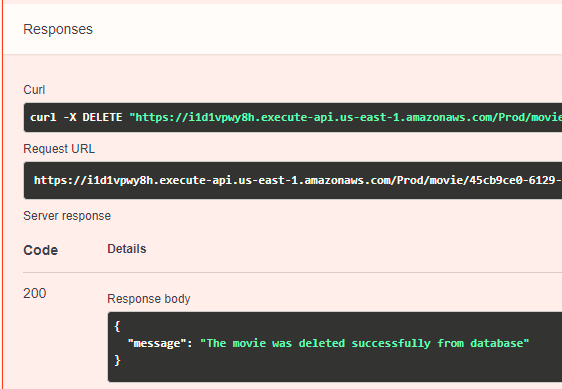 Responses
Curl
curl -X DELETE "https://i1d1vpwy8h.execute-api.us-east-1.amazonaws.com/Prod/movie
Request URL
https://i1d1vpwy8h.execute-api.us-east-1.amazonaws.com/Prod/movie/45cb9ce0-6129-
Server response
Code Details
200
Response body
{
"message": "The movie was deleted successfully from database"
}